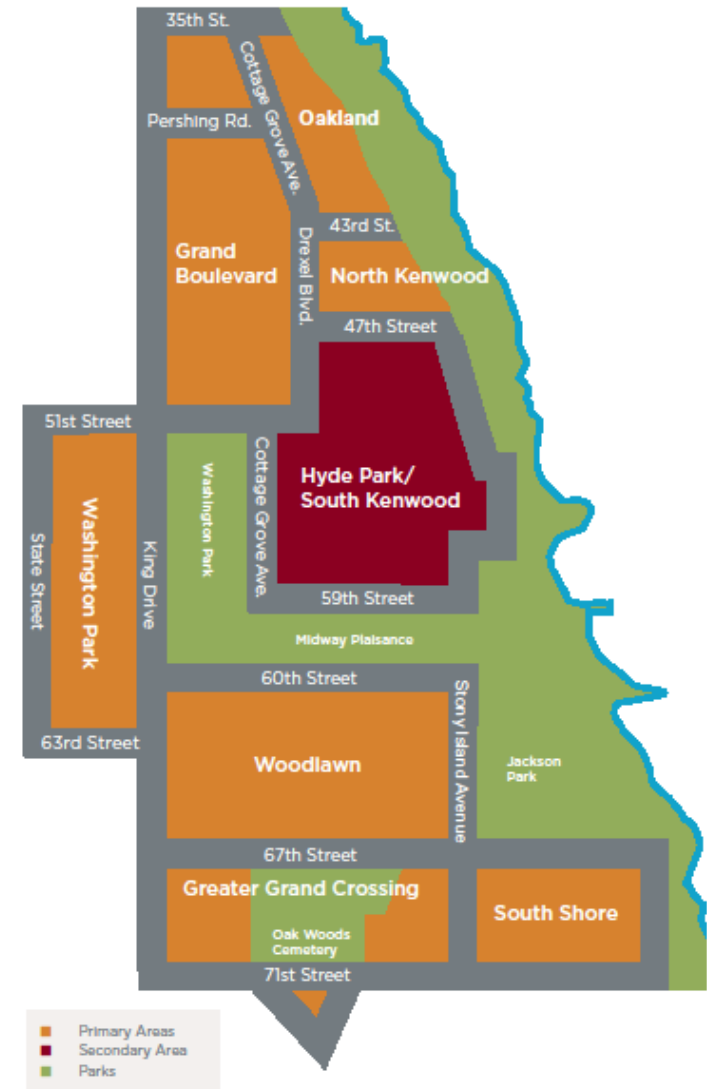 35th St.
Cottage Grove Ave.
Pershing Rd.
Oakland
43rd St.
Grand
Boulevard
Drexel Blvd.
North Kenwood
47th Street
51st Street
Washington Park
State Street
King Drive
Washington Park
Cottage Grove Ave.
Hyde Park/
South Kenwood
59th Street
Midway Plaisance
60th Street
Stony Island Avenue
63rd Street
Woodlawn
Jackson
Park
67th Street
Greater Grand Crossing
South Shore
Oak Woods
Cemetery
71st Street
Primary Areas
Secondary Area
Parks